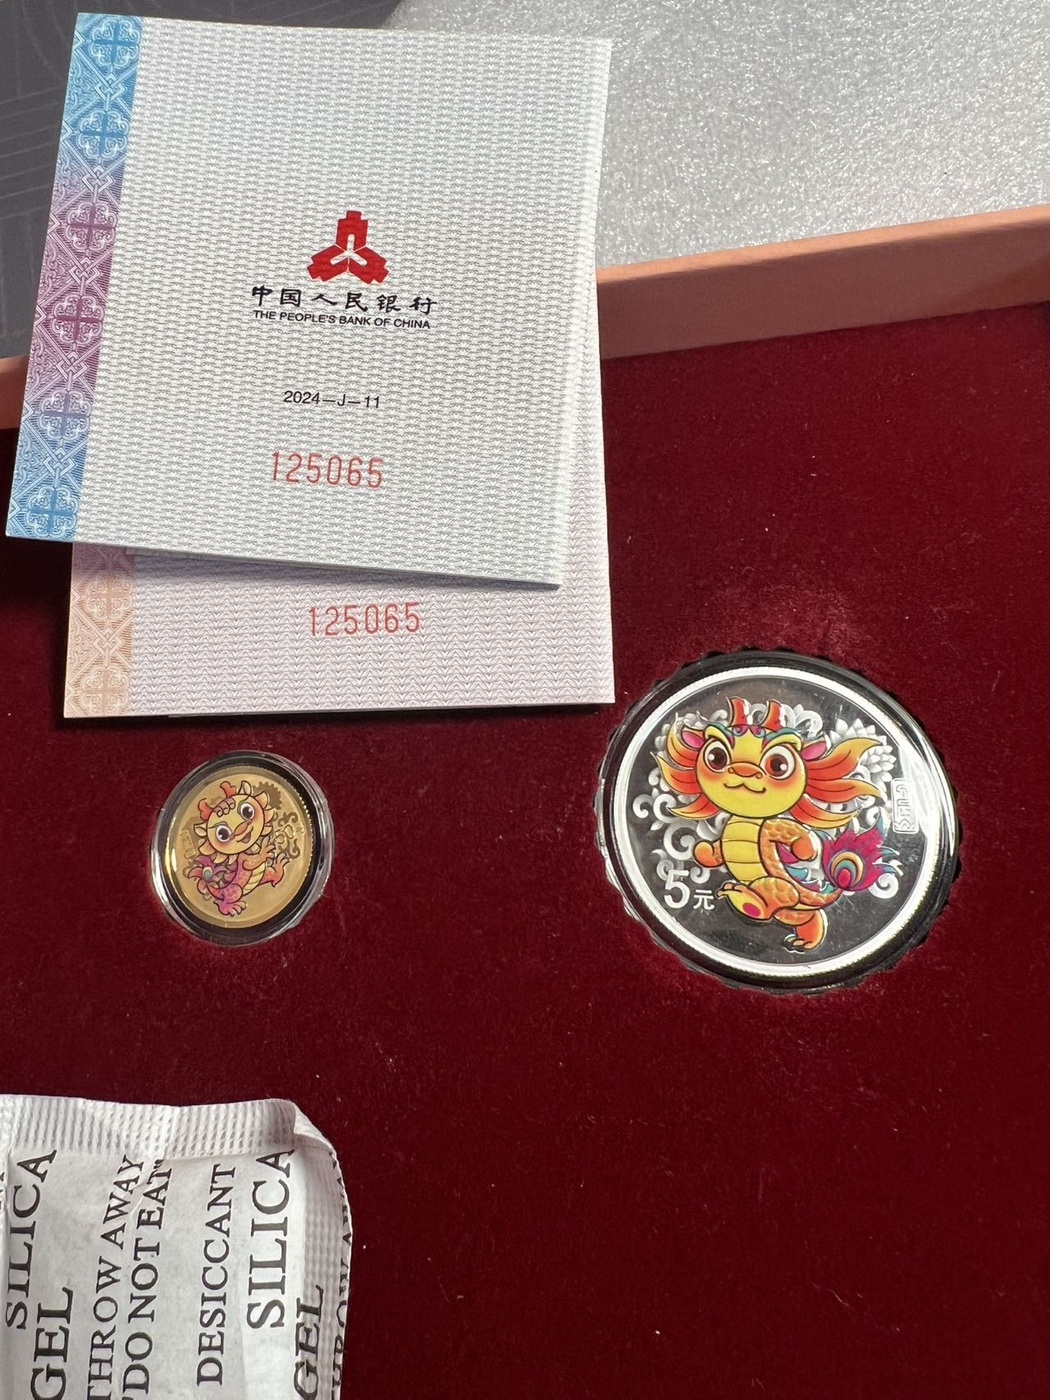 中国人民银行
THE PEOPLE'S BANK OF CHINA
2024—J—11
125065
125065
5元
SILICA
GEL
THROW AWAY
"DO NOT EAT"
DESICCANT
SILICA
GEL